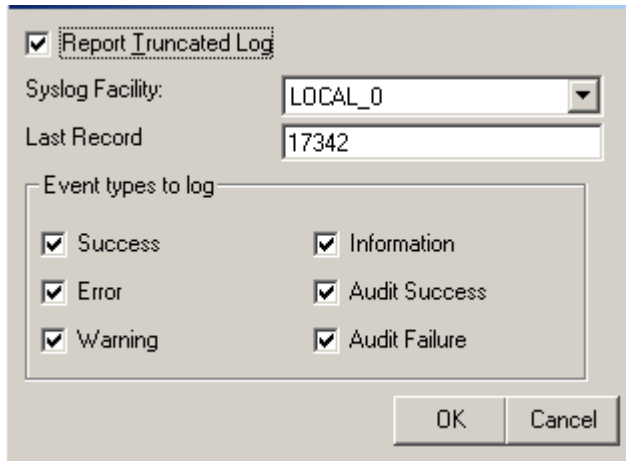 Report Truncated Log
Syslog Facility:
LOCAL_0
Last Record
17342
Event types to log
Success
Information
Error
Audit Success
Warning
Audit Failure
OK
Cancel